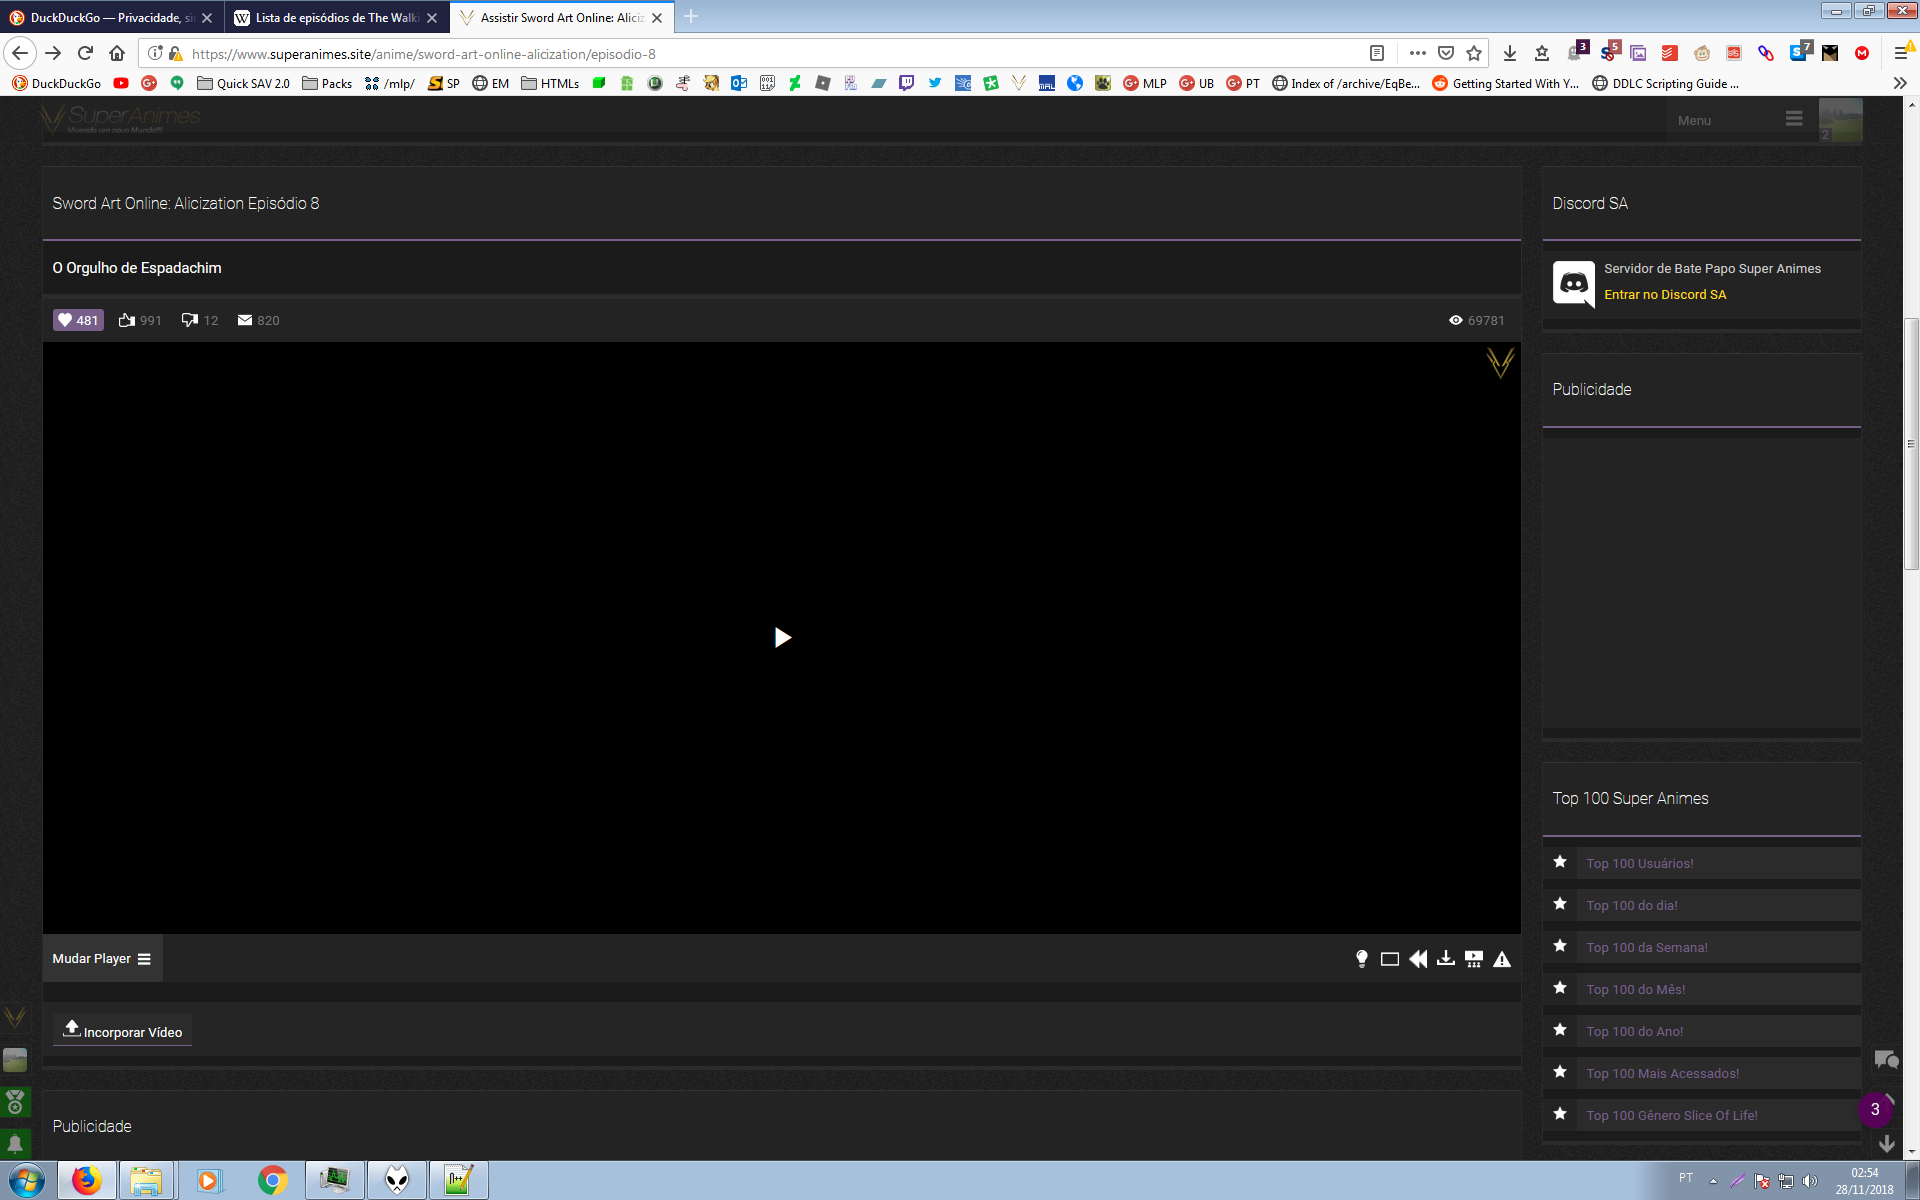 DuckDuckGo — Privacidade, si
Lista de episódios de The Walki
Assistir Sword Art Online: Aliciz
https://www.superanimes.site/anime/sword-art-online-alicization/episodio-8
3
5
7
DuckDuckGo
Quick SAV 2.0
Packs
/mlp/
SP
EM
HTMLs
MLP
UB
PT
Index of /archive/EqBe...
Getting Started With Y...
DDLC Scripting Guide ...
SuperAnimes
Vivendo um novo Mundo!!!
Menu
2
Sword Art Online: Alicization Episódio 8
O Orgulho de Espadachim
481
991
12
820
69781
Mudar Player
Incorporar Vídeo
Publicidade
Discord SA
Servidor de Bate Papo Super Animes
Entrar no Discord SA
Publicidade
Top 100 Super Animes
Top 100 Usuários!
Top 100 do dia!
Top 100 da Semana!
Top 100 do Mês!
Top 100 do Ano!
Top 100 Mais Acessados!
Top 100 Gênero Slice Of Life!
3
PT
02:54
28/11/2018